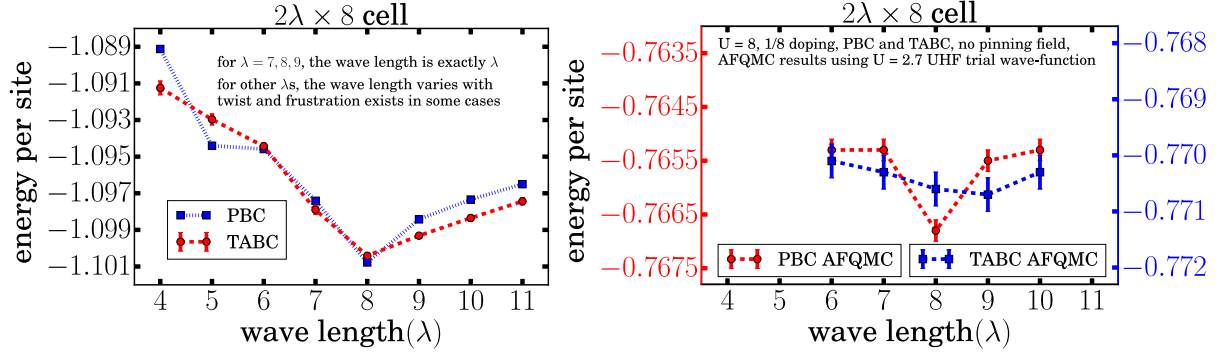 2λ × 8 cell
energy per site
−1.089
−1.091
−1.093
−1.095
−1.097
−1.099
−1.101
for λ = 7, 8, 9, the wave length is exactly λ
for other λs, the wave length varies with
twist and frustration exists in some cases
PBC
TABC
4 5 6 7 8 9 10 11
wave length(λ)
2λ × 8 cell
energy per site
−0.7635
−0.7645
−0.7655
−0.7665
−0.7675
U = 8, 1/8 doping, PBC and TABC, no pinning field,
AFQMC results using U = 2.7 UHF trial wave-function
−0.768
−0.769
−0.770
−0.771
−0.772
PBC AFQMC
TABC AFQMC
4 5 6 7 8 9 10 11
wave length(λ)